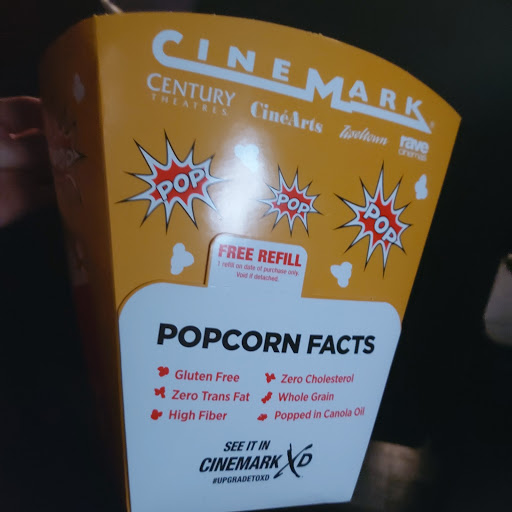 CINEMARK
CENTURY
THEATRES
CinéArts
Tinseltown
rave
cinemas
POP
POP
POP
FREE REFILL
1 refill on date of purchase only.
Void if detached.
POPCORN FACTS
Gluten Free
Zero Cholesterol
Zero Trans Fat
Whole Grain
High Fiber
Popped in Canola Oil
SEE IT IN
CINEMARK XD
#UPGRADETOXD